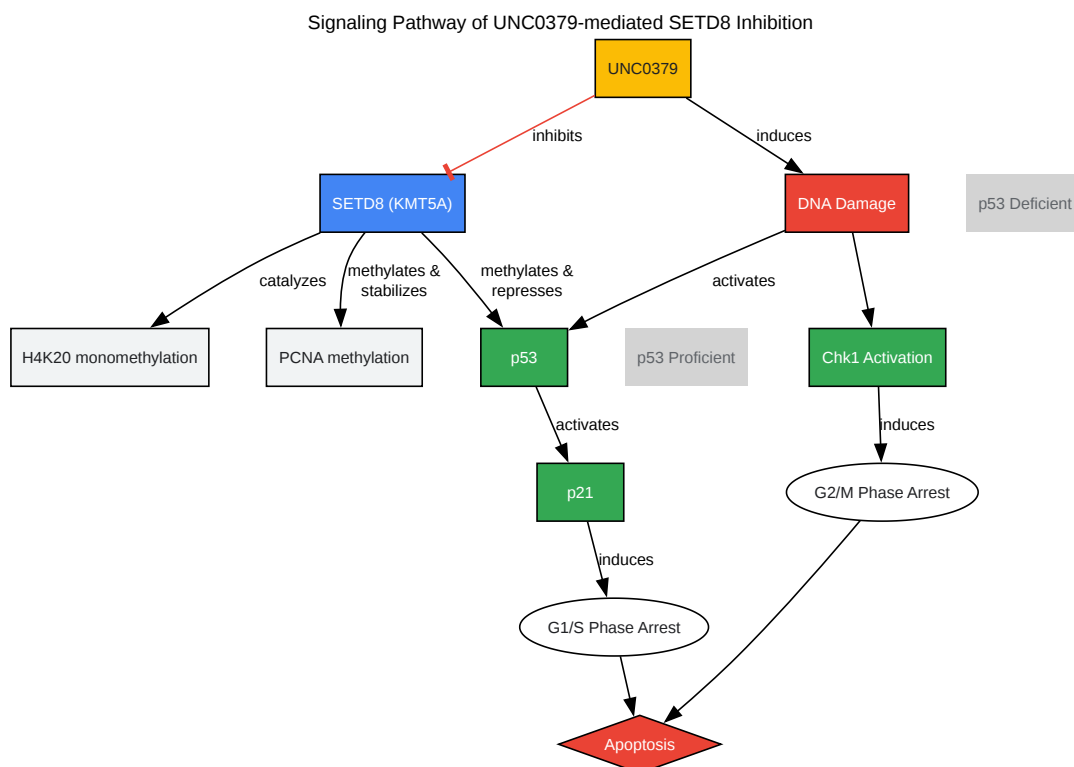 Signaling Pathway of UNC0379-mediated SETD8 Inhibition
UNC0379
inhibits
induces
SETD8 (KMT5A)
DNA Damage
p53 Deficient
catalyzes
methylates &
stabilizes
methylates &
represses
activates
H4K20 monomethylation
PCNA methylation
p53
p53 Proficient
Chk1 Activation
activates
induces
p21
G2/M Phase Arrest
induces
G1/S Phase Arrest
Apoptosis